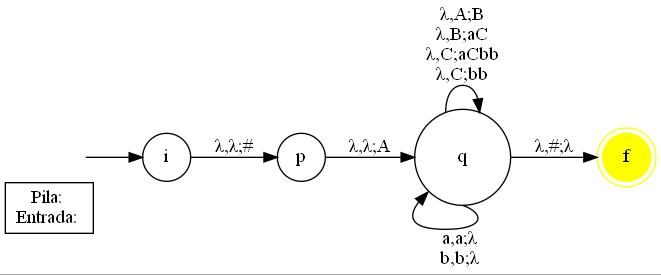 λ,A;B
λ,B;aC
λ,C;aCbb
λ,C;bb
i
λ,λ;#
p
λ,λ;A
q
λ,#;λ
f
Pila:
Entrada:
a,a;λ
b,b;λ